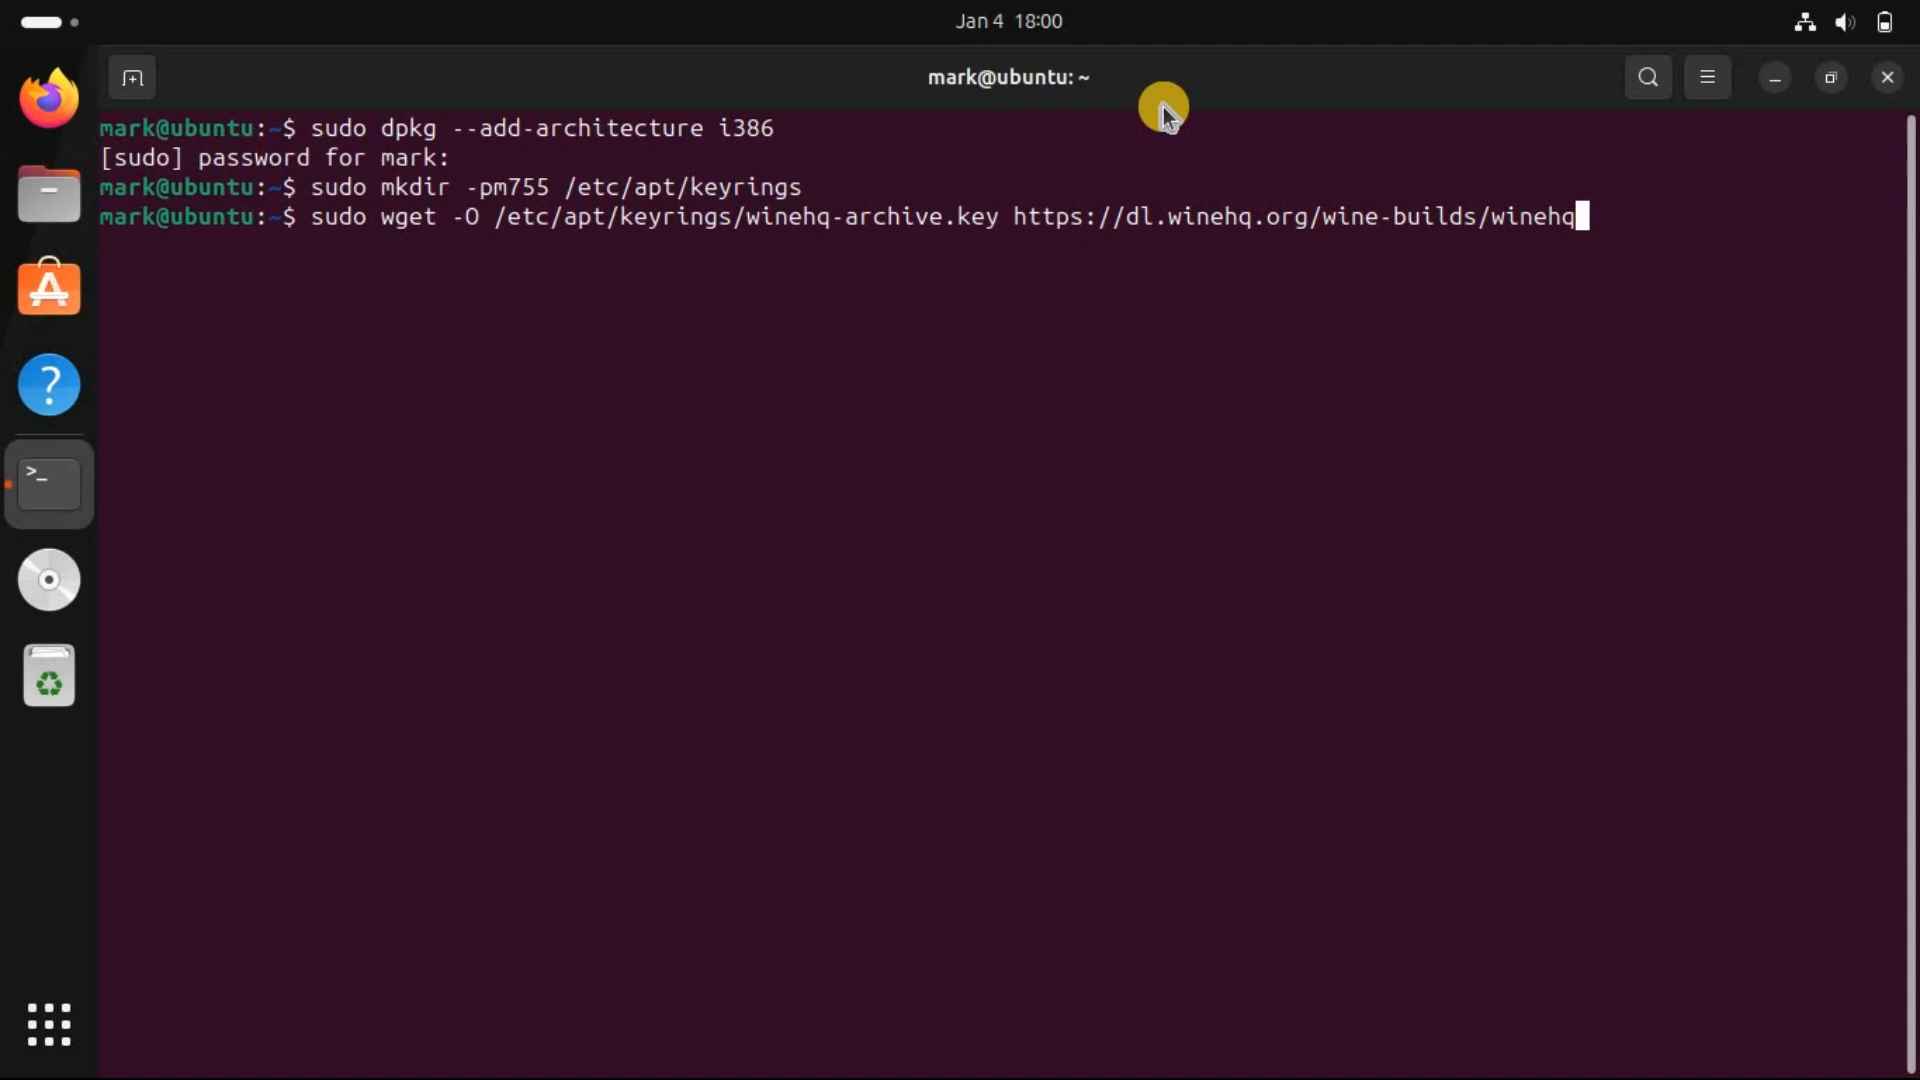 Jan 4 18:00
mark@ubuntu: ~
mark@ubuntu:~$ sudo dpkg --add-architecture i386
[sudo] password for mark:
mark@ubuntu:~$ sudo mkdir -pm755 /etc/apt/keyrings
mark@ubuntu:~$ sudo wget -O /etc/apt/keyrings/winehq-archive.key https://dl.winehq.org/wine-builds/winehq